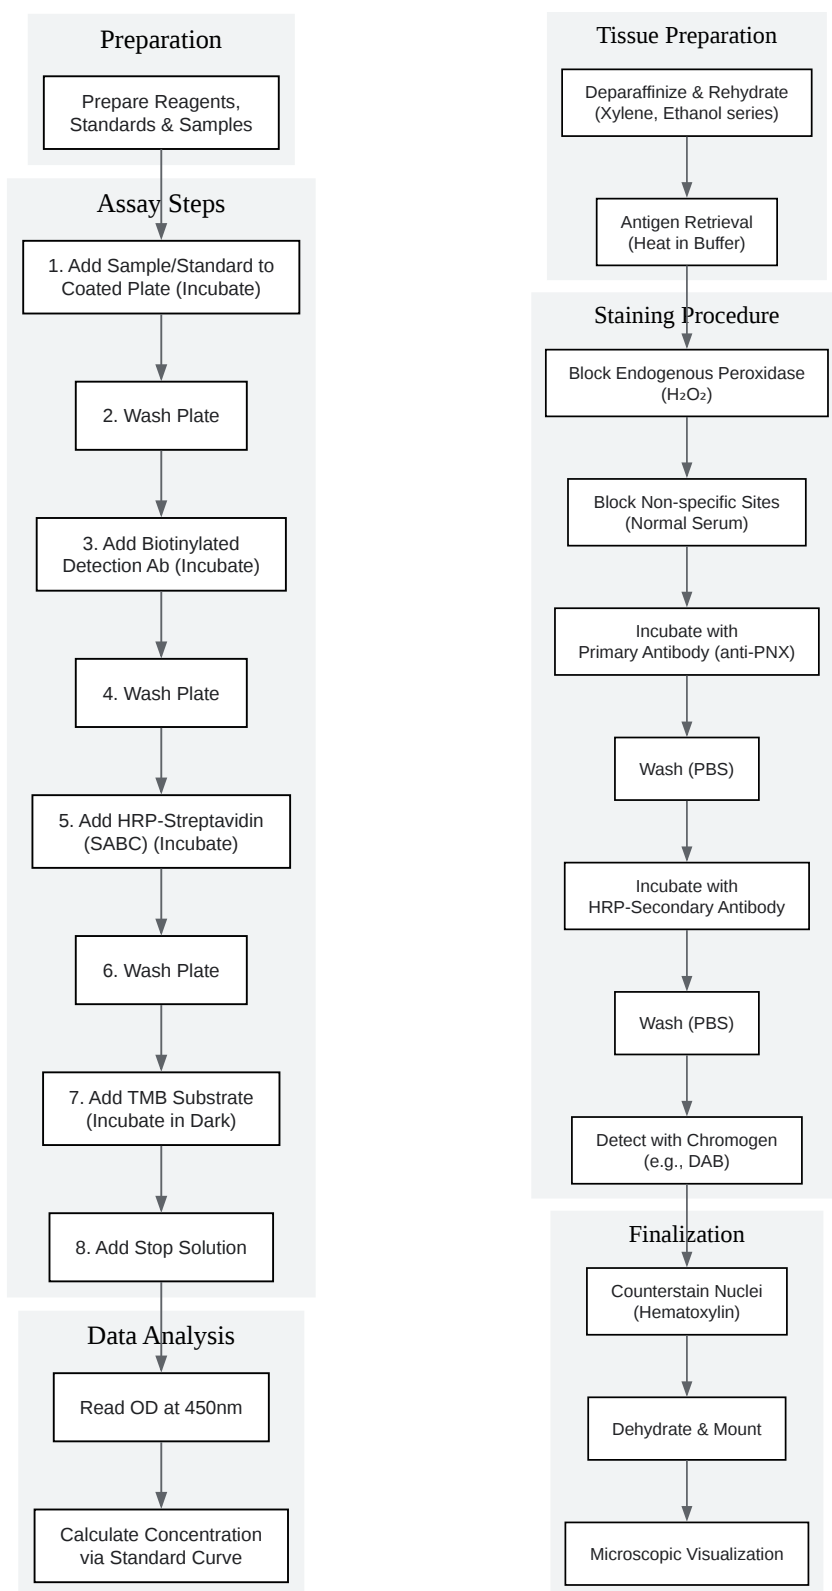 Preparation
Prepare Reagents,
Standards & Samples
Assay Steps
1. Add Sample/Standard to
Coated Plate (Incubate)
2. Wash Plate
3. Add Biotinylated
Detection Ab (Incubate)
4. Wash Plate
5. Add HRP-Streptavidin
(SABC) (Incubate)
6. Wash Plate
7. Add TMB Substrate
(Incubate in Dark)
8. Add Stop Solution
Data Analysis
Read OD at 450nm
Calculate Concentration
via Standard Curve
Tissue Preparation
Deparaffinize & Rehydrate
(Xylene, Ethanol series)
Antigen Retrieval
(Heat in Buffer)
Staining Procedure
Block Endogenous Peroxidase
(H₂O₂)
Block Non-specific Sites
(Normal Serum)
Incubate with
Primary Antibody (anti-PNX)
Wash (PBS)
Incubate with
HRP-Secondary Antibody
Wash (PBS)
Detect with Chromogen
(e.g., DAB)
Finalization
Counterstain Nuclei
(Hematoxylin)
Dehydrate & Mount
Microscopic Visualization